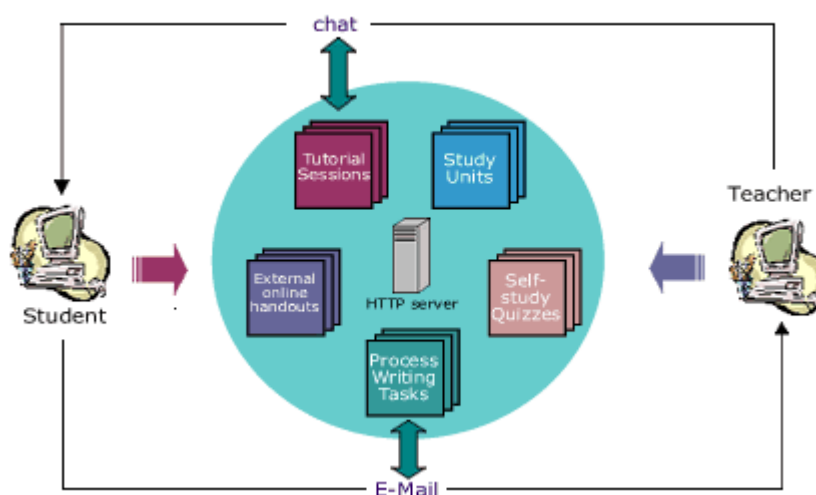 chat
Tutorial
Sessions
Study
Units
Teacher
External
online
handouts
HTTP server
Self-
study
Quizzes
Student
Process
Writing
Tasks
E-Mail